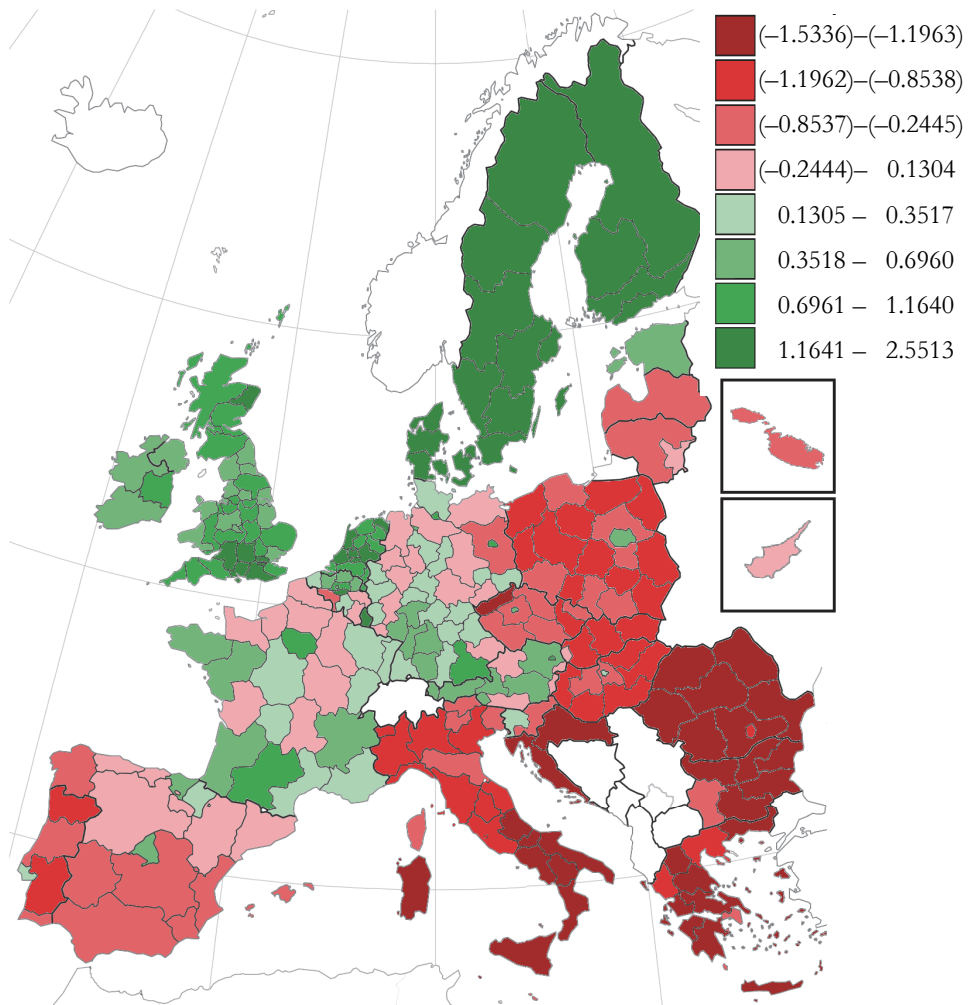 (–1.5336)–(–1.1963)
(–1.1962)–(–0.8538)
(–0.8537)–(–0.2445)
(–0.2444)– 0.1304
0.1305 – 0.3517
0.3518 – 0.6960
0.6961 – 1.1640
1.1641 – 2.5513